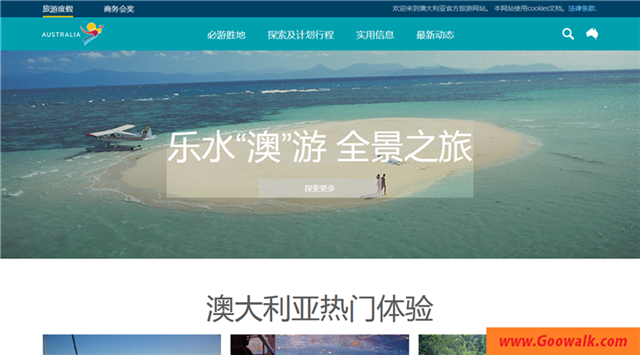 旅游度假 商务会奖 欢迎来到澳大利亚官方旅游网站。 本网站使用cookies文档。法律条款.
AUSTRALIA 必游胜地 探索及计划行程 实用信息 最新动态
乐水“澳”游 全景之旅
探索更多
澳大利亚热门体验
www.Goowalk.com